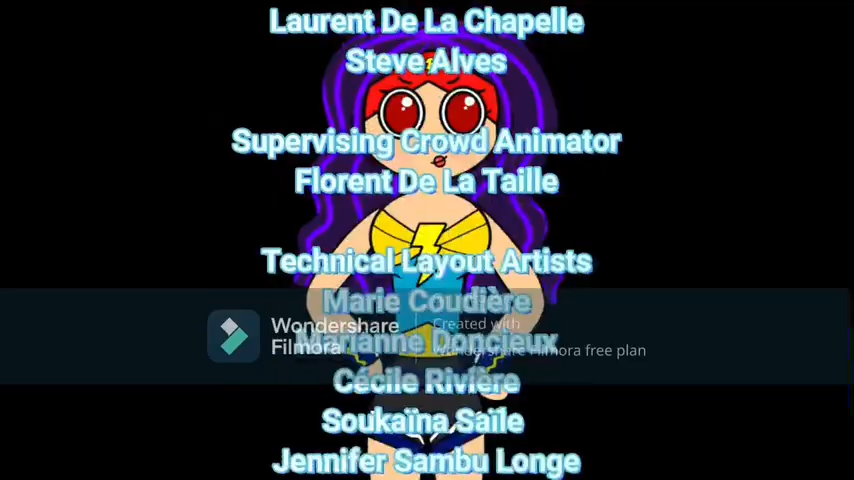 Laurent De La Chapelle
Steve Alves
Supervising Crowd Animator
Florent De La Taille
Technical Layout Artists
Marie Coudière
Marianne Doncieux
Cécile Rivière
Soukaïna Saïle
Jennifer Sambu Longe
Wondershare
Filmora
Created with
Wondershare Filmora free plan